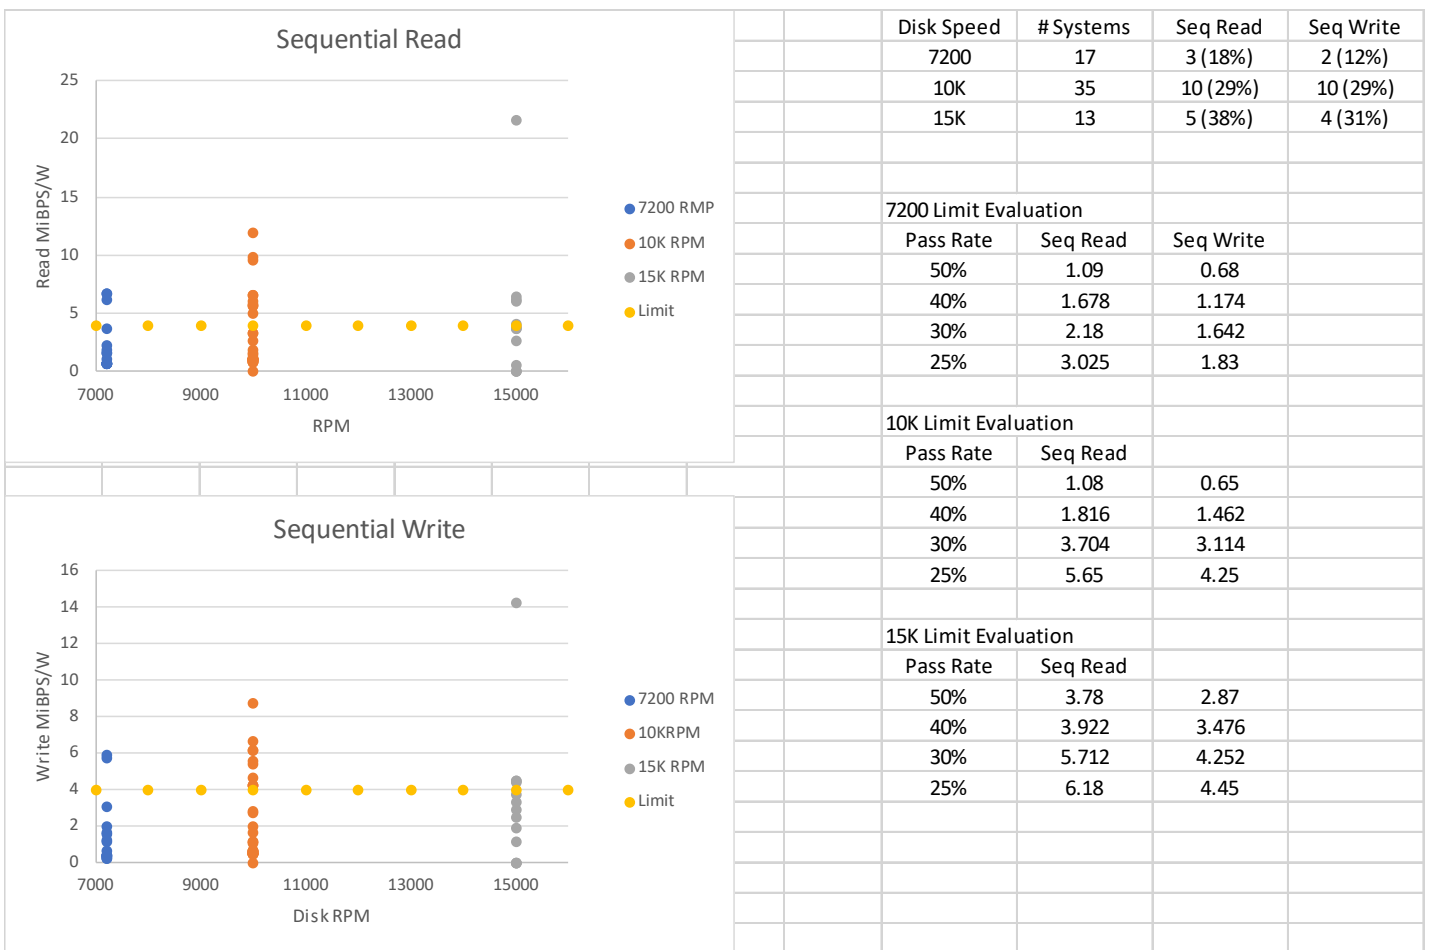 Sequential Read
25
20
15
10
5
0
Read MiBPS/W
7000 9000 11000 13000 15000
RPM
7200 RMP
10K RPM
15K RPM
Limit
Sequential Write
16
14
12
10
8
6
4
2
0
Write MiBPS/W
7000 9000 11000 13000 15000
Disk RPM
7200 RPM
10KRPM
15K RPM
Limit
Disk Speed # Systems Seq Read Seq Write
7200 17 3 (18%) 2 (12%)
10K 35 10 (29%) 10 (29%)
15K 13 5 (38%) 4 (31%)
7200 Limit Evaluation
Pass Rate Seq Read Seq Write
50% 1.09 0.68
40% 1.678 1.174
30% 2.18 1.642
25% 3.025 1.83
10K Limit Evaluation
Pass Rate Seq Read
50% 1.08 0.65
40% 1.816 1.462
30% 3.704 3.114
25% 5.65 4.25
15K Limit Evaluation
Pass Rate Seq Read
50% 3.78 2.87
40% 3.922 3.476
30% 5.712 4.252
25% 6.18 4.45